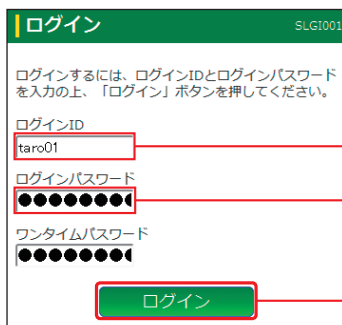 ログイン
SLGI001
ログインするには、ログインIDとログインパスワード
を入力の上、「ログイン」ボタンを押してください。
ログインID
taro01
ログインパスワード
●●●●●●●●
ワンタイムパスワード
●●●●●●●●
ログイン